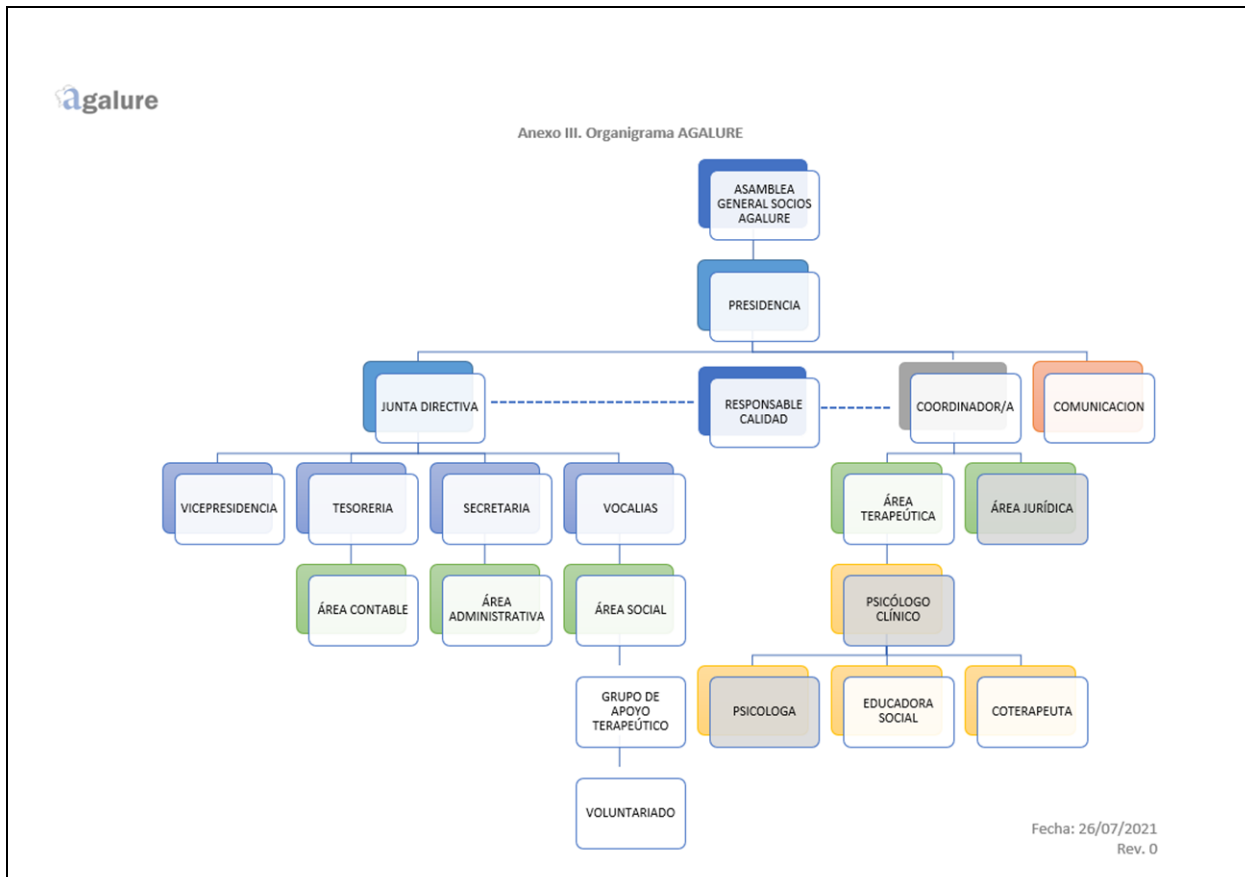 agalure
Anexo III. Organigrama AGALURE
ASAMBLEA
GENERAL SOCIOS
AGALURE
PRESIDENCIA
JUNTA DIRECTIVA
RESPONSABLE
CALIDAD
COORDINADOR/A
COMUNICACION
VICEPRESIDENCIA
TESORERIA
SECRETARIA
VOCALIAS
ÁREA
TERAPEÚTICA
ÁREA JURÍDICA
ÁREA CONTABLE
ÁREA
ADMINISTRATIVA
ÁREA SOCIAL
PSICÓLOGO
CLÍNICO
GRUPO DE
APOYO
TERAPEÚTICO
PSICOLOGA
EDUCADORA
SOCIAL
COTERAPEUTA
VOLUNTARIADO
Fecha: 26/07/2021
Rev. 0